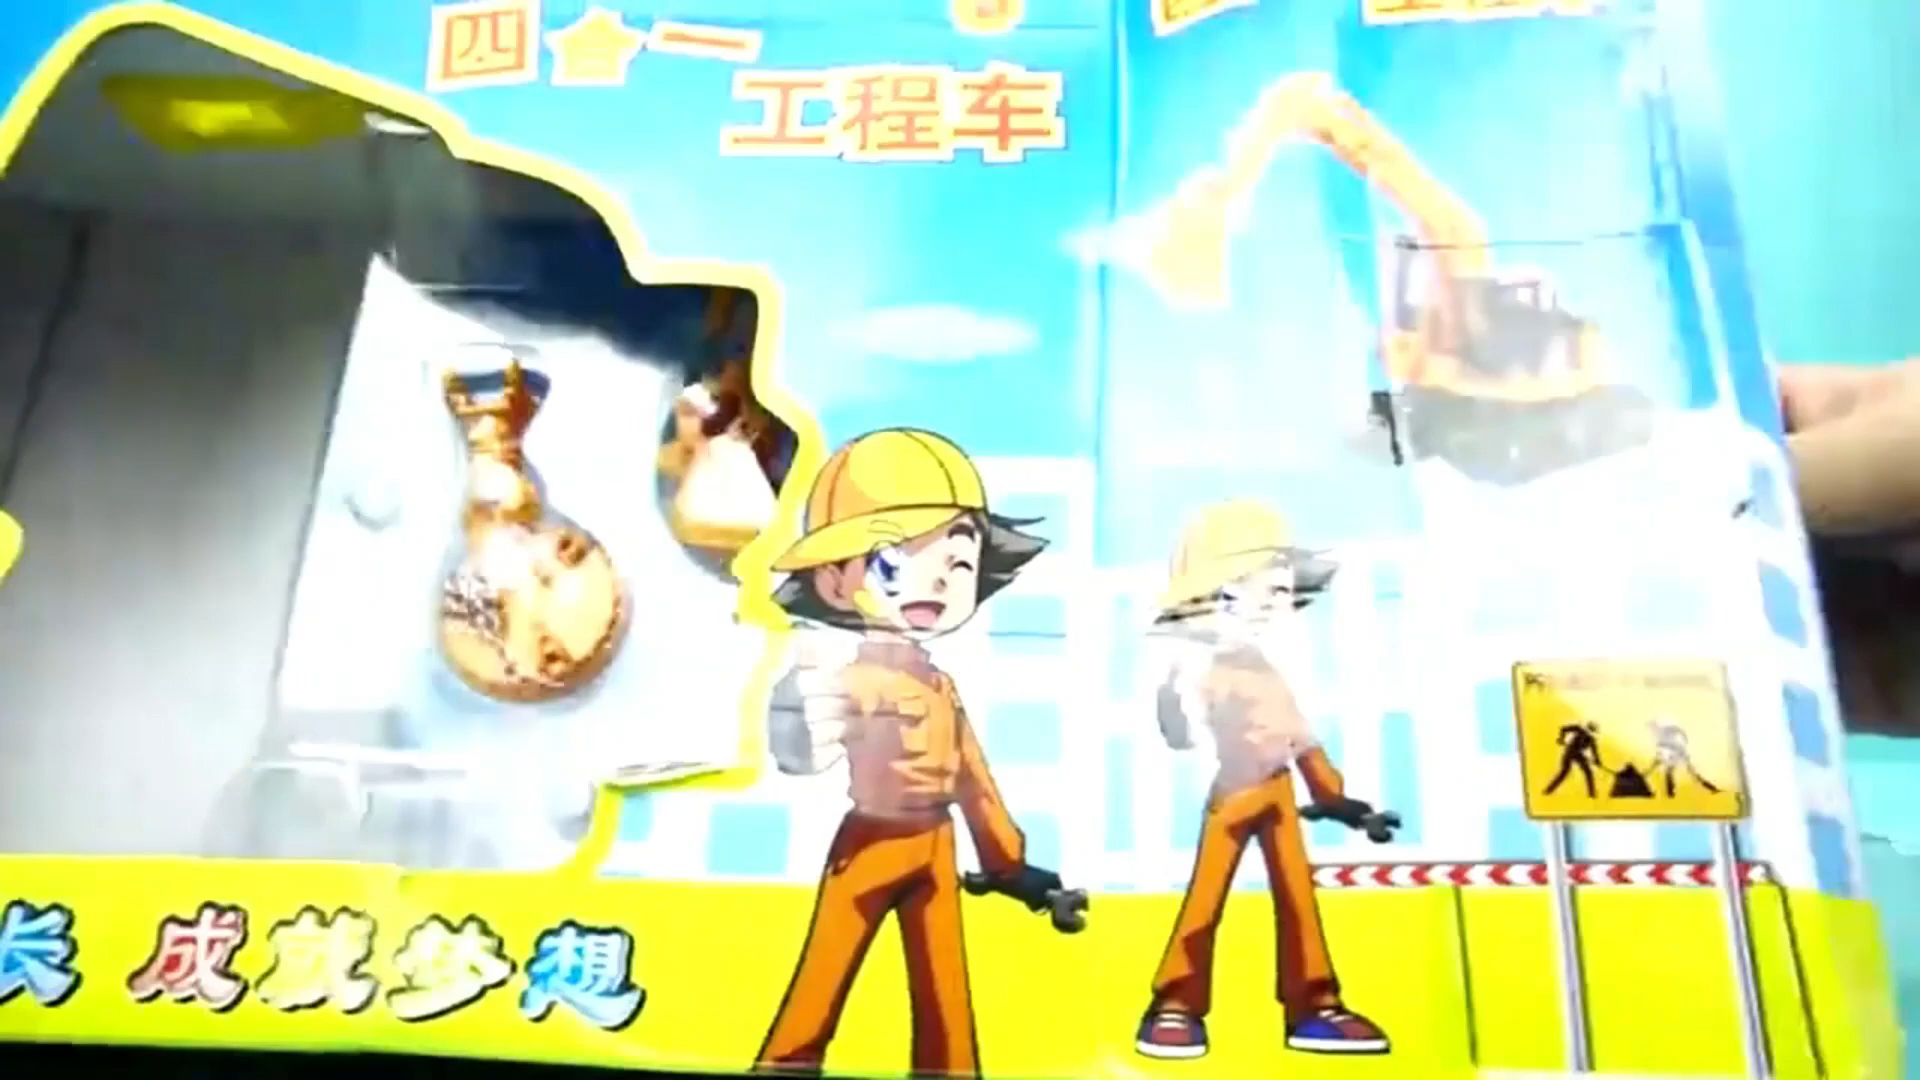 四合一
工程车
长 成就梦想